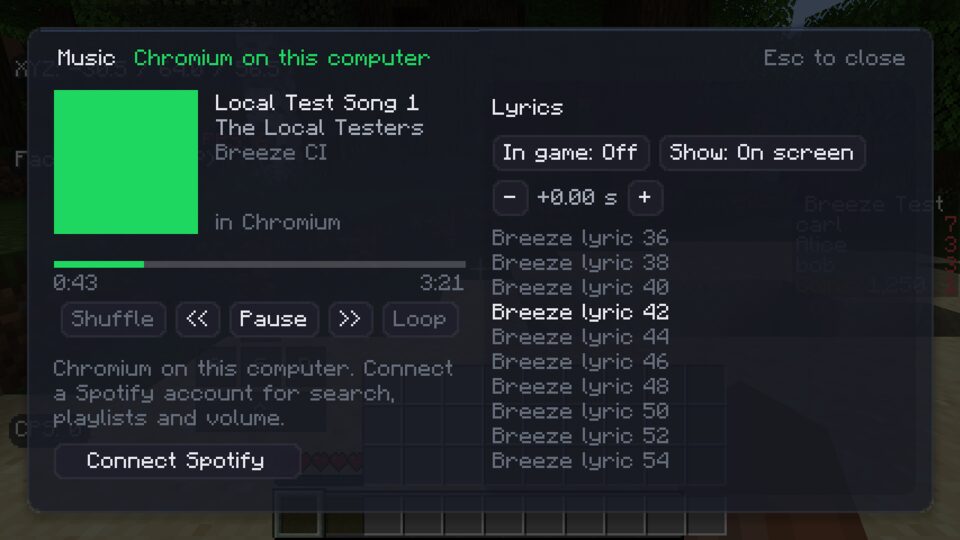 Music Chromium on this computer
Esc to close
Local Test Song 1
The Local Testers
Breeze CI
in Chromium
0:43
3:21
Shuffle
<<
Pause
>>
Loop
Chromium on this computer. Connect
a Spotify account for search,
playlists and volume.
Connect Spotify
Lyrics
In game: Off
Show: On screen
- +0.00 s +
Breeze lyric 36
Breeze lyric 38
Breeze lyric 40
Breeze lyric 42
Breeze lyric 44
Breeze lyric 46
Breeze lyric 48
Breeze lyric 50
Breeze lyric 52
Breeze lyric 54
Breeze Test
carl
Alice
bob